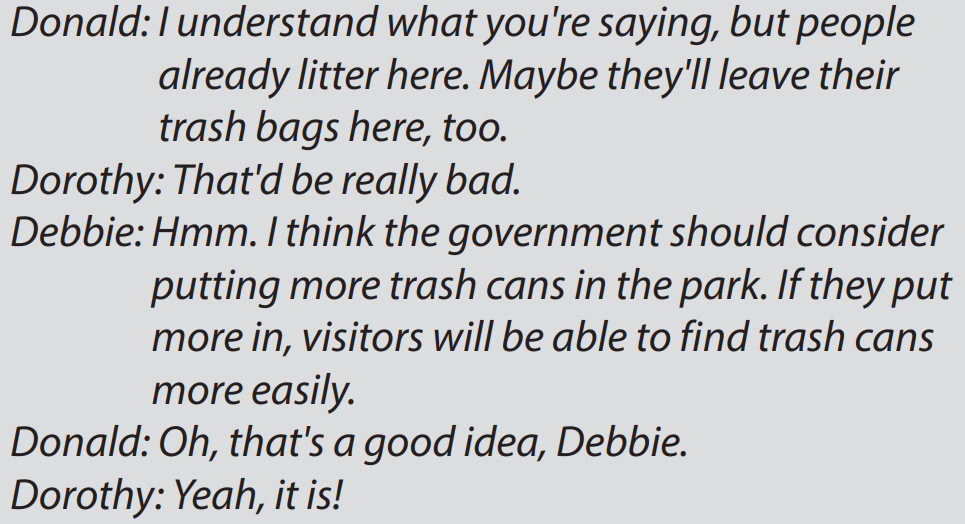 Donald: I understand what you're saying, but people
already litter here. Maybe they'll leave their
trash bags here, too.
Dorothy: That'd be really bad.
Debbie: Hmm. I think the government should consider
putting more trash cans in the park. If they put
more in, visitors will be able to find trash cans
more easily.
Donald: Oh, that's a good idea, Debbie.
Dorothy: Yeah, it is!